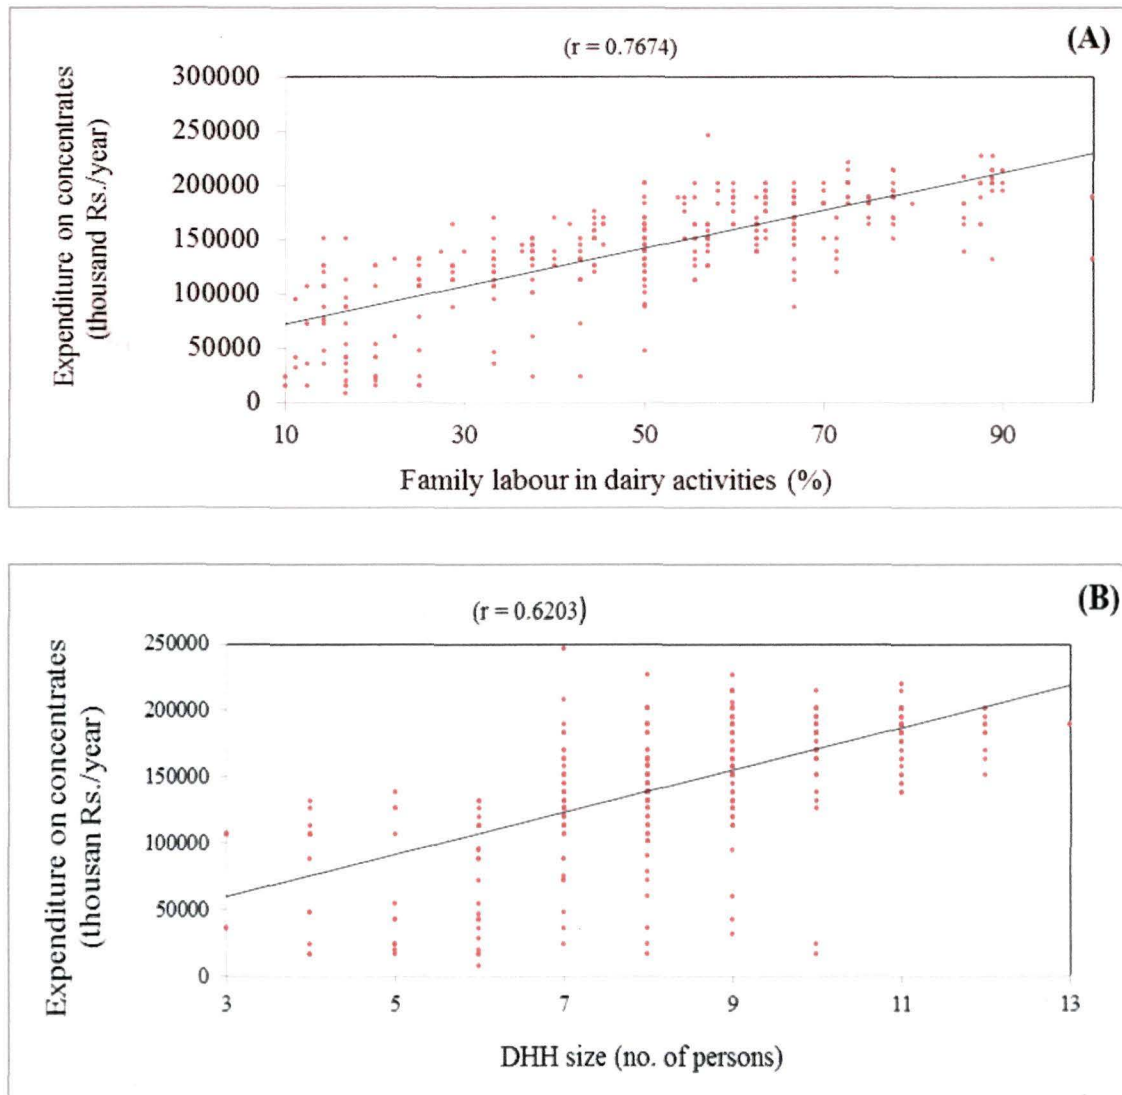 (A)
(r = 0.7674)
Expenditure on concentrates
(thousand Rs./year)
300000
250000
200000
150000
100000
50000
0
10 30 50 70 90
Family labour in dairy activities (%)
(B)
(r = 0.6203)
Expenditure on concentrates
(thousan Rs./year)
250000
200000
150000
100000
50000
0
3 5 7 9 11 13
DHH size (no. of persons)